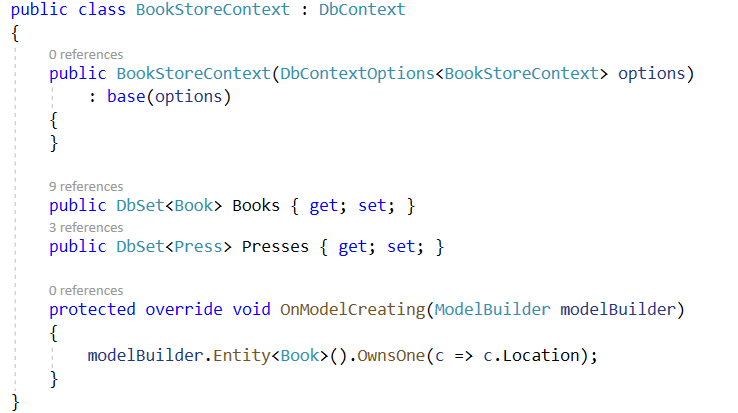 public class BookStoreContext : DbContext
{
0 references
public BookStoreContext(DbContextOptions<BookStoreContext> options)
: base(options)
{
}
9 references
public DbSet<Book> Books { get; set; }
3 references
public DbSet<Press> Presses { get; set; }
0 references
protected override void OnModelCreating(ModelBuilder modelBuilder)
{
modelBuilder.Entity<Book>().OwnsOne(c => c.Location);
}
}